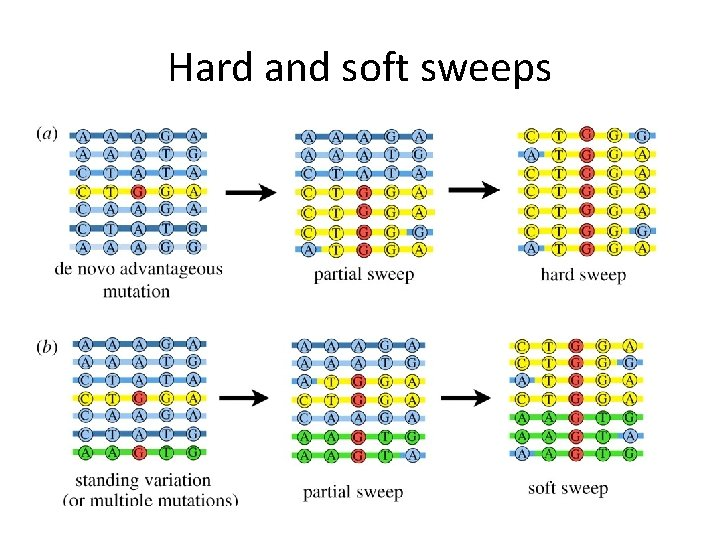 Hard and soft sweeps
(a)
A A A G A
A A A T G
C T A T A
C T G G A
C A A G A
C T A T G
A A A G G
de novo advantageous
mutation
A A A G A
A A A T G
C T A T A
C T G G A
C T G G A
C T G G G
A T G G A
partial sweep
C T G G G
A T G G A
C T G G A
C T G G A
C T G G A
C T G G G
A T G G A
hard sweep
(b)
A A A G A
A A A T G
C T A T A
C T G G A
C A A G A
C T A T G
A A G T G
standing variation
(or multiple mutations)
A A A G A
A A A T G
A T G G A
C T G G A
C A A G A
A A G T G
A A G T A
partial sweep
C T G G A
C T G G G
A T G G A
C T G G A
A A G T G
A A G T A
A A G T G
soft sweep